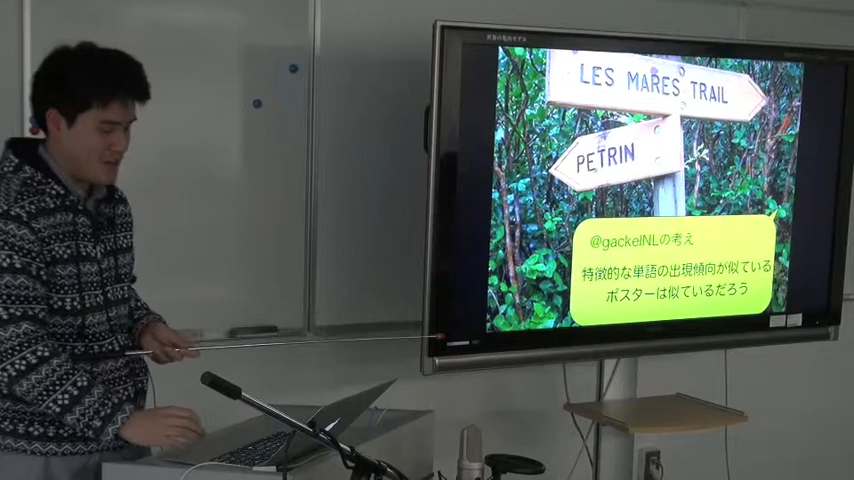 LES MARES TRAIL
PETRIN
@gackelNLの考え
特徴的な単語の出現傾向が似ている
ポスターは似ているだろう